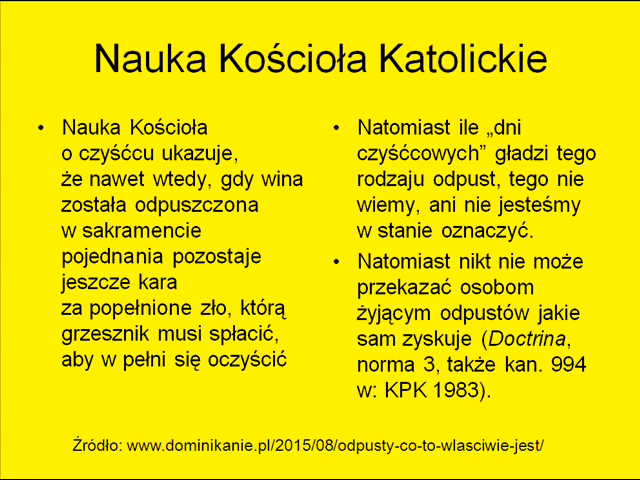 Nauka Kościoła Katolickie
• Nauka Kościoła
o czyśćcu ukazuje,
że nawet wtedy, gdy wina
została odpuszczona
w sakramencie
pojednania pozostaje
jeszcze kara
za popełnione zło, którą
grzesznik musi spłacić,
aby w pełni się oczyścić
• Natomiast ile „dni
czyśćcowych” gładzi tego
rodzaju odpust, tego nie
wiemy, ani nie jesteśmy
w stanie oznaczyć.
• Natomiast nikt nie może
przekazać osobom
żyjącym odpustów jakie
sam zyskuje (Doctrina,
norma 3, także kan. 994
w: KPK 1983).
Źródło: www.dominikanie.pl/2015/08/odpusty-co-to-wlasciwie-jest/